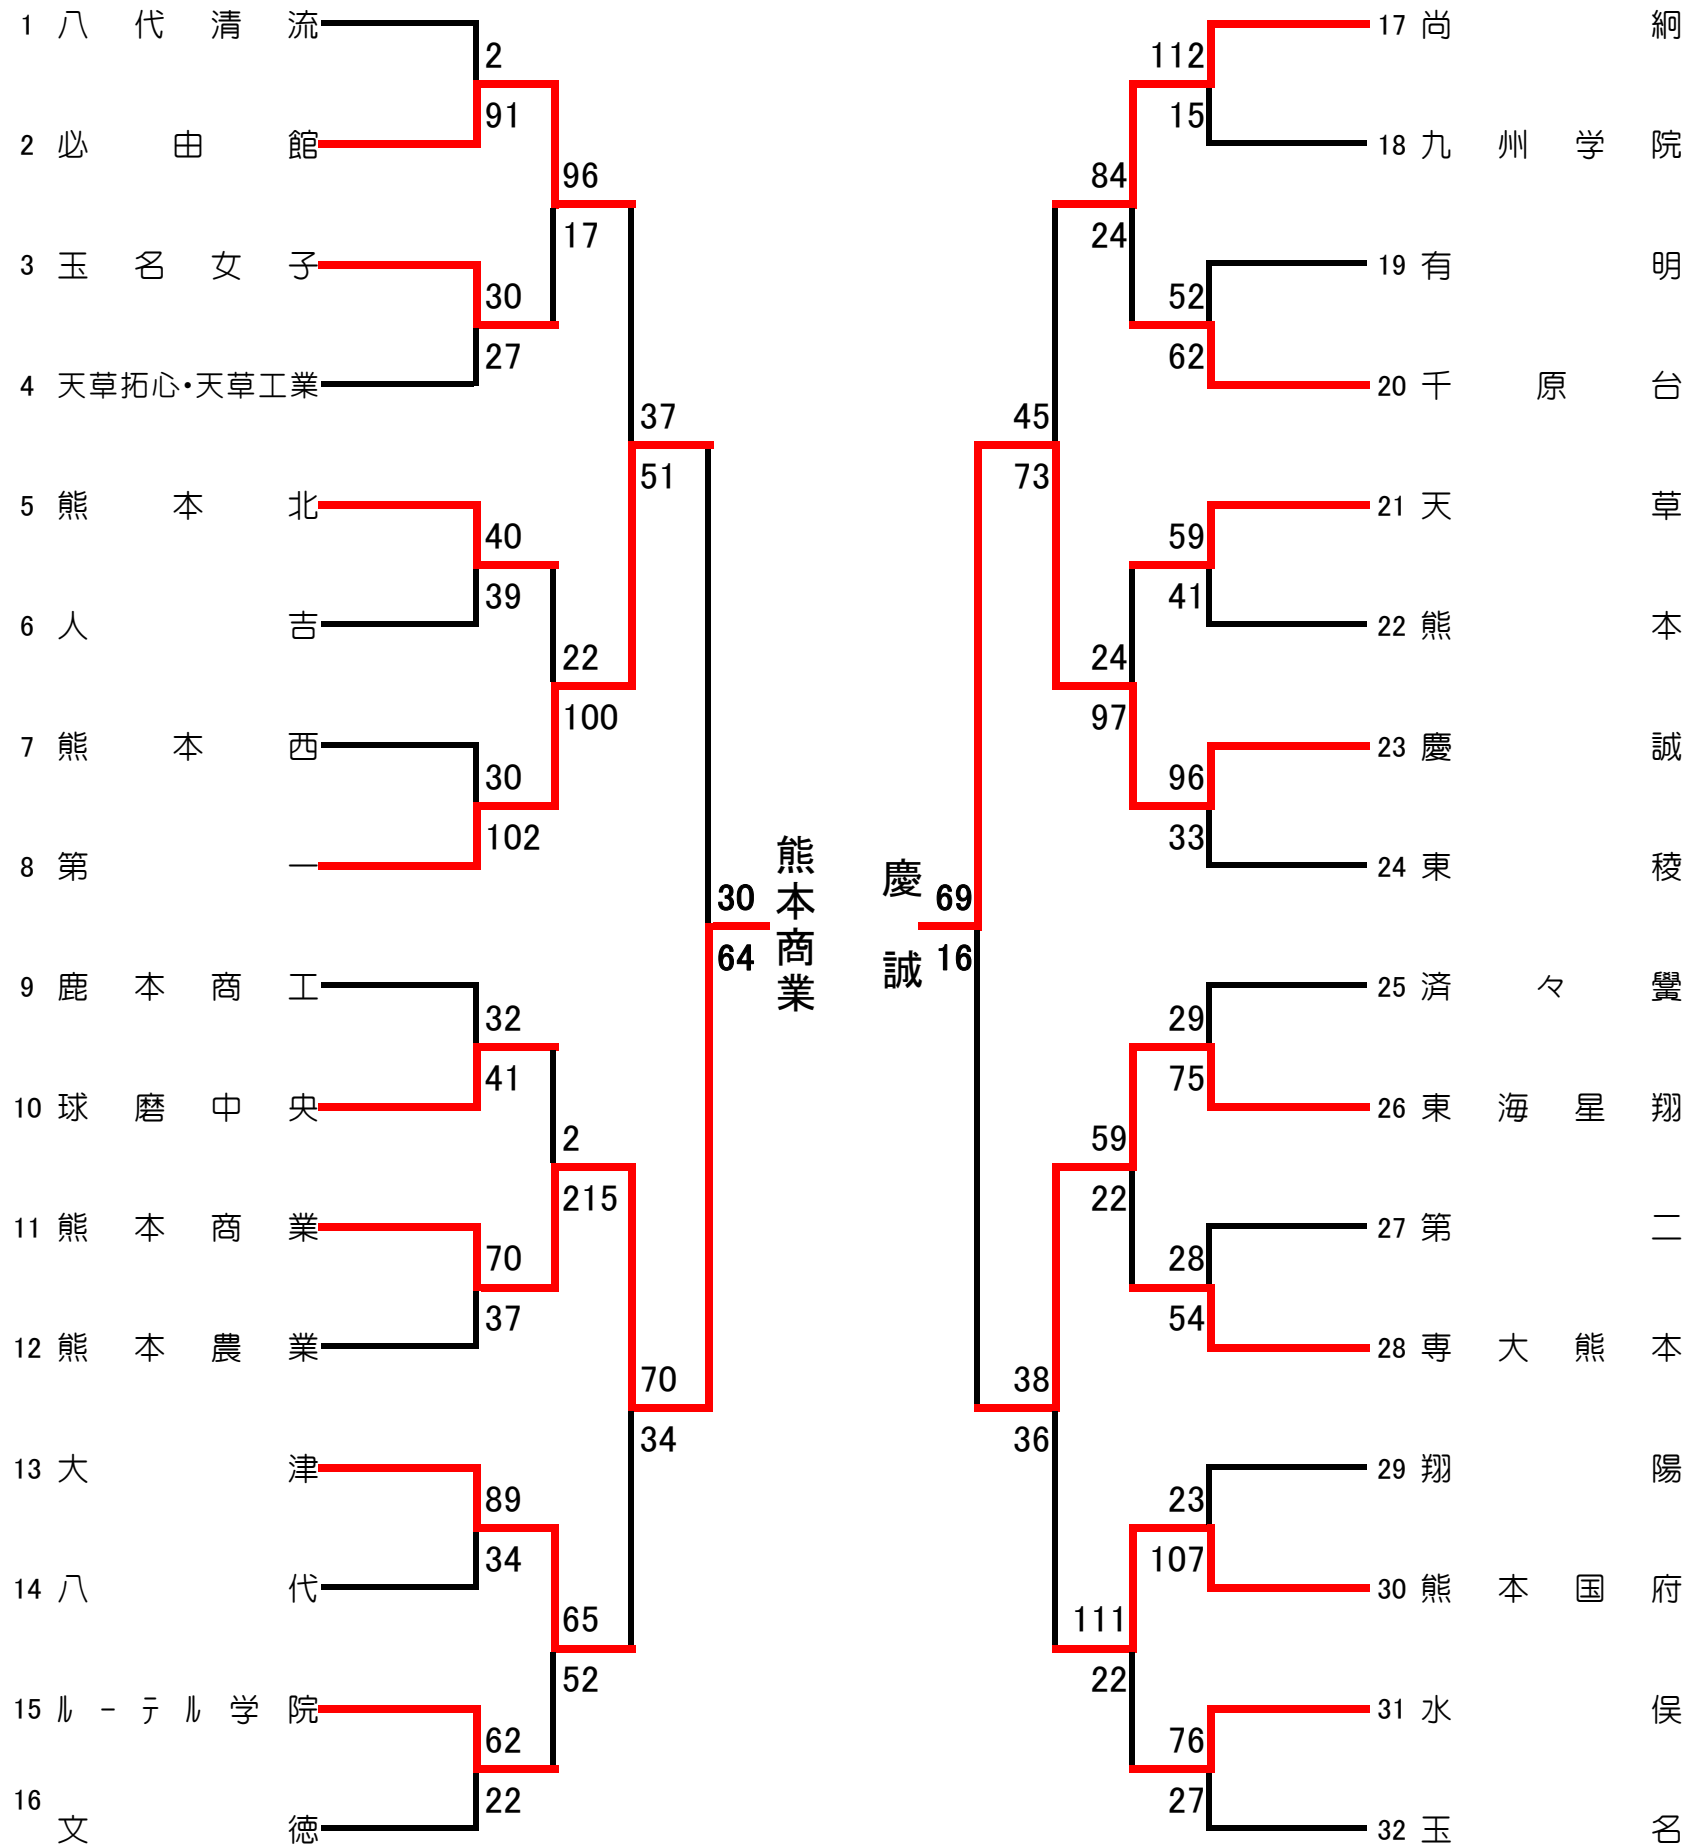 1 八代清流
2
91
2 必由館
96
17
3 玉名女子
30
27
4 天草拓心・天草工業
37
51
5 熊本北
40
39
6 人吉
22
100
7 熊本西
30
102
8 第一
30
64
熊本商業
9 鹿本商工
32
41
10 球磨中央
2
215
11 熊本商業
70
37
12 熊本農業
70
34
13 大津
89
34
14 八代
65
52
15 ルーテル学院
62
22
16 文徳
17 尚絅
112
15
18 九州学院
84
24
19 有明
52
62
20 千原台
45
73
21 天草
59
41
22 熊本
24
97
23 慶誠
96
33
24 東稜
慶誠
69
16
25 済々黌
29
75
26 東海星翔
59
22
27 第二
28
54
28 専大熊本
38
36
29 翔陽
23
107
30 熊本国府
111
22
31 水俣
76
27
32 玉名